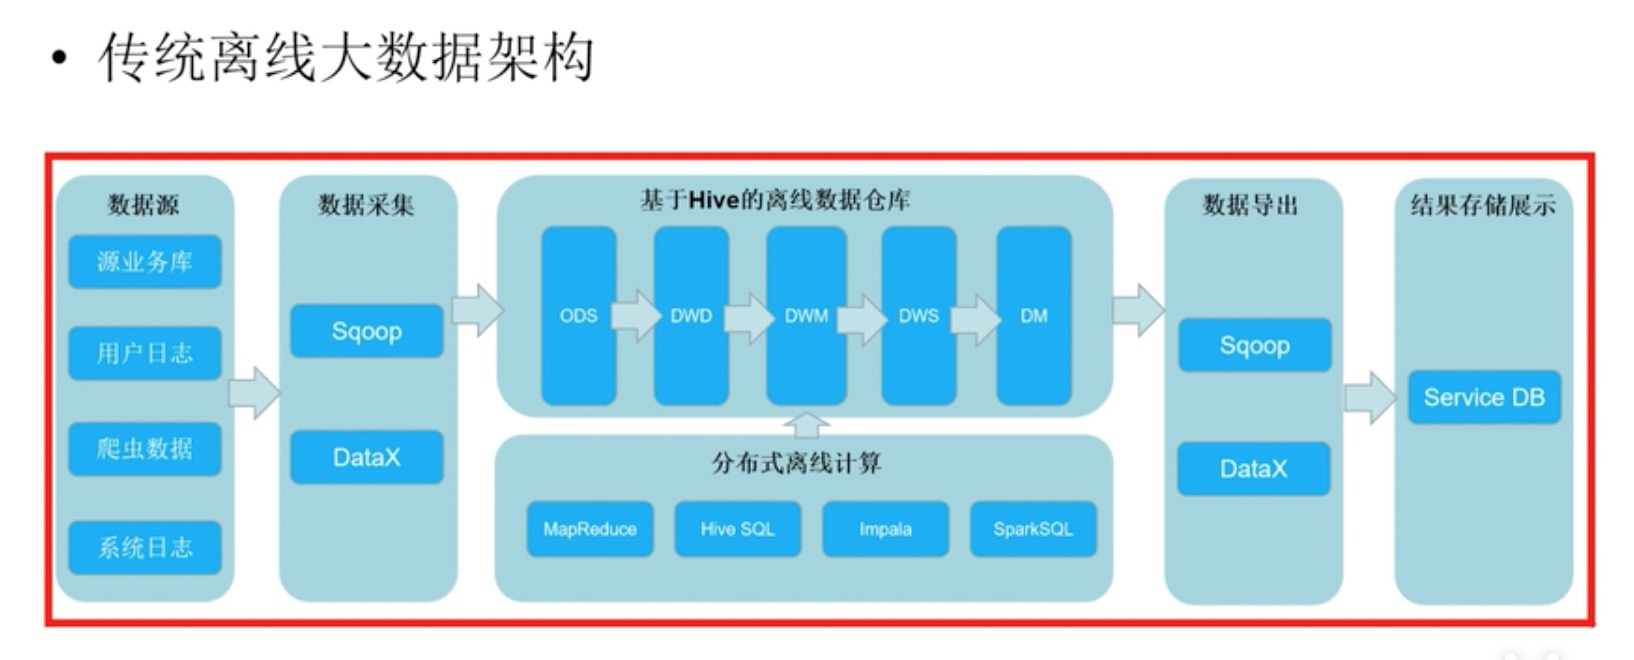 • 传统离线大数据架构
数据源
源业务库
用户日志
爬虫数据
系统日志
数据采集
Sqoop
DataX
基于Hive的离线数据仓库
ODS
DWD
DWM
DWS
DM
分布式离线计算
MapReduce
Hive SQL
Impala
SparkSQL
数据导出
Sqoop
DataX
结果存储展示
Service DB